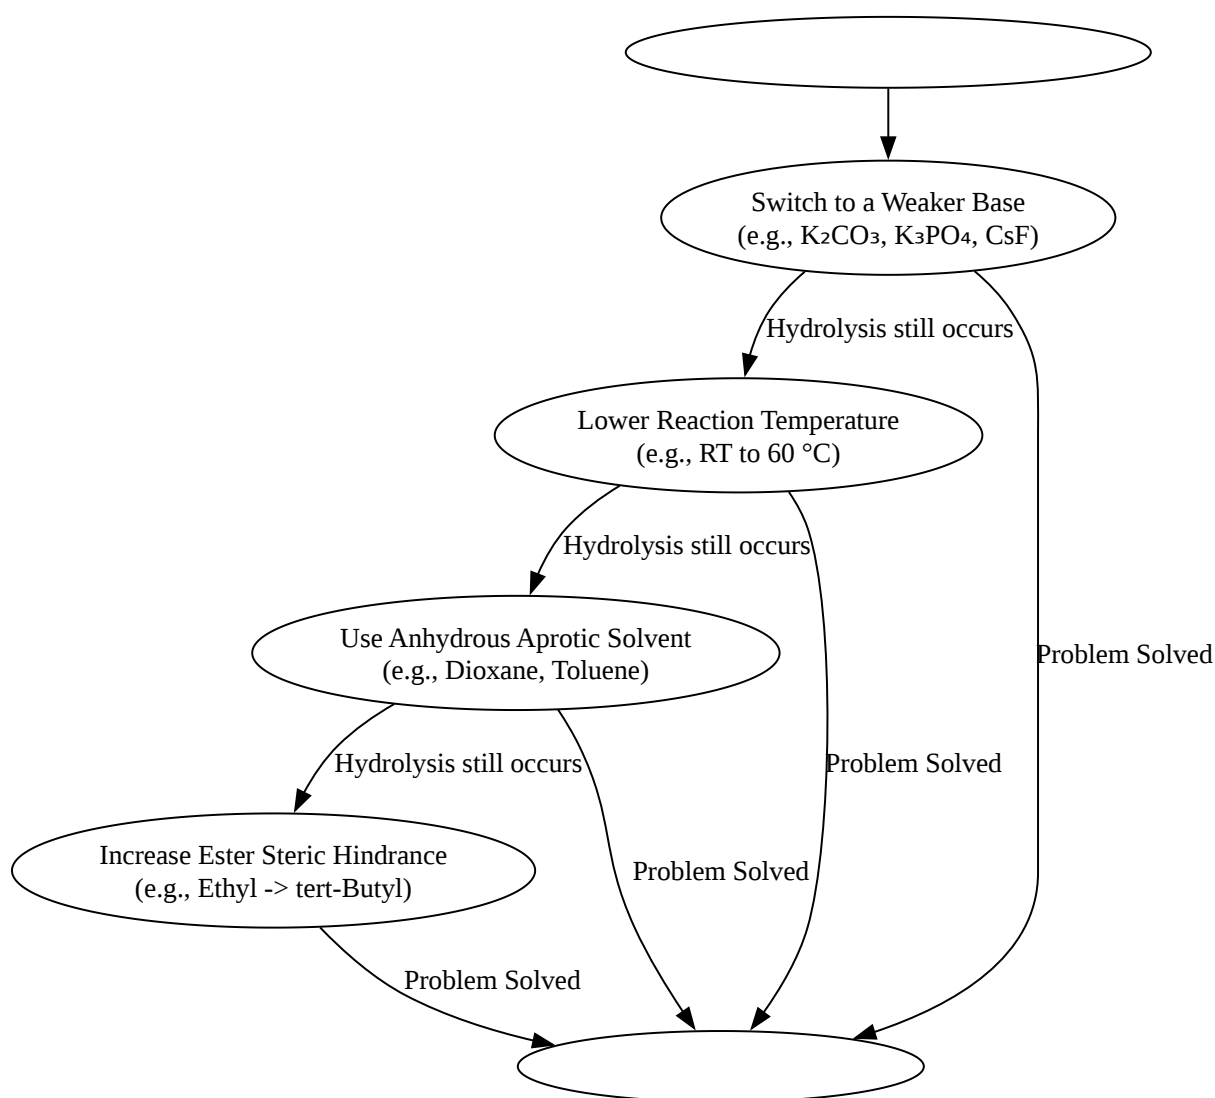 Switch to a Weaker Base
(e.g., K₂CO₃, K₃PO₄, CsF)
Hydrolysis still occurs
Lower Reaction Temperature
(e.g., RT to 60 °C)
Hydrolysis still occurs
Use Anhydrous Aprotic Solvent
(e.g., Dioxane, Toluene)
Problem Solved
Hydrolysis still occurs
Problem Solved
Increase Ester Steric Hindrance
(e.g., Ethyl -> tert-Butyl)
Problem Solved
Problem Solved